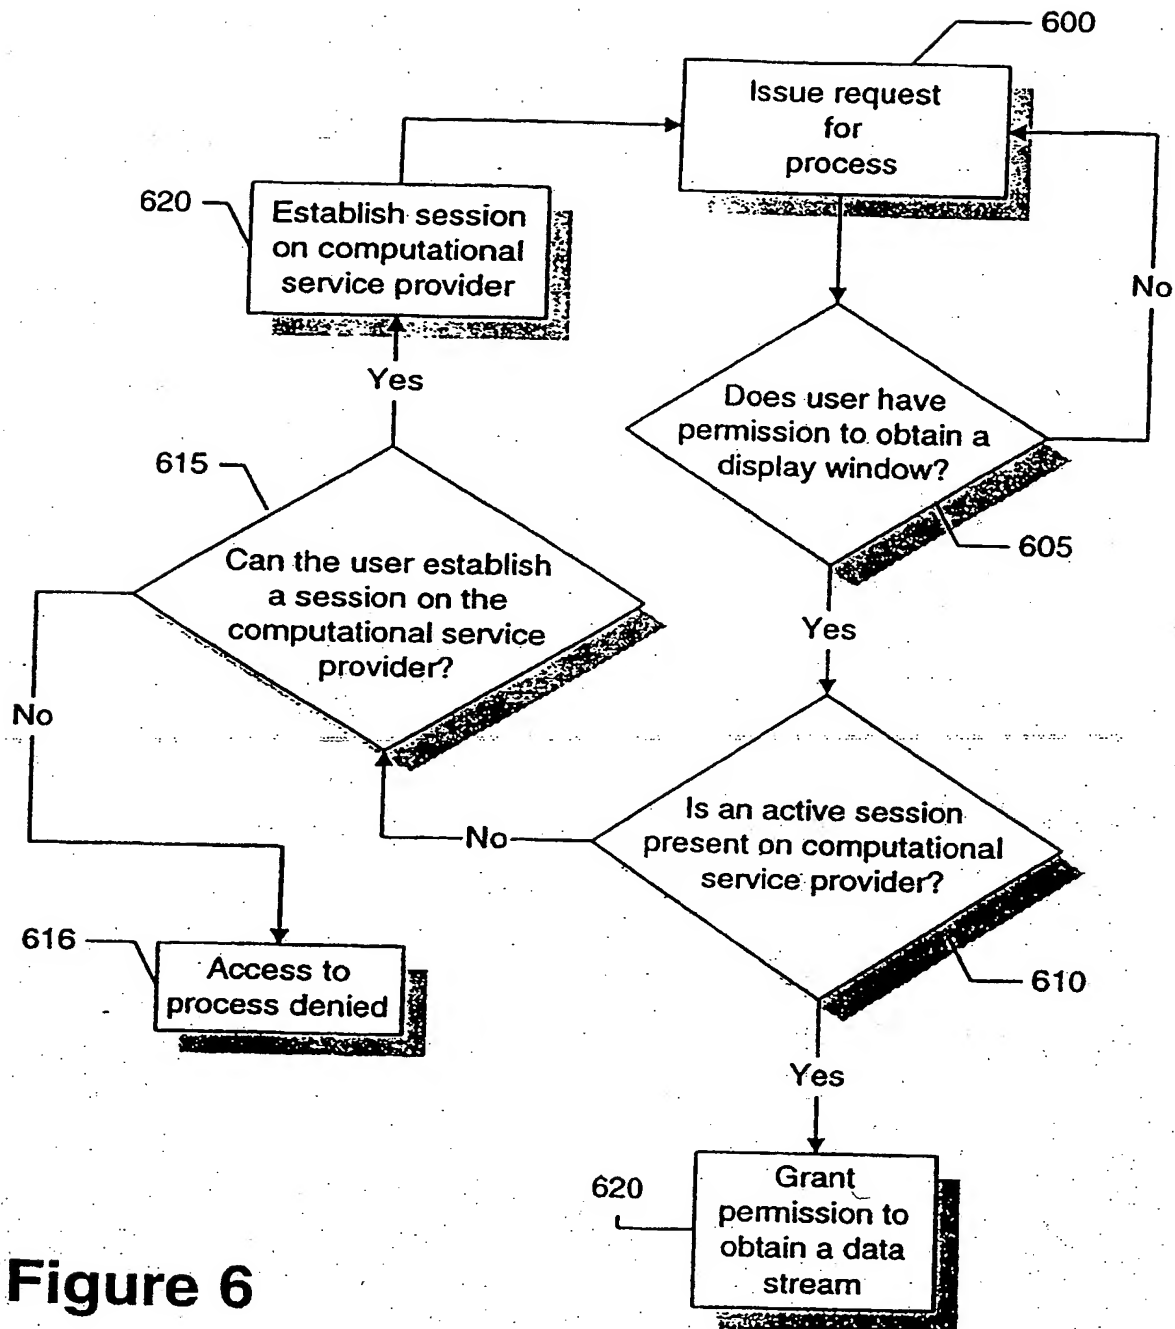 600
Issue request
for
process
620
Establish session
on computational
service provider
No
Yes
Does user have
permission to obtain a
display window?
615
605
Can the user establish
a session on the
computational service
provider?
Yes
No
Is an active session
present on computational
service provider?
No
616
Access to
process denied
610
Yes
620
Grant
permission to
obtain a data
stream
Figure 6